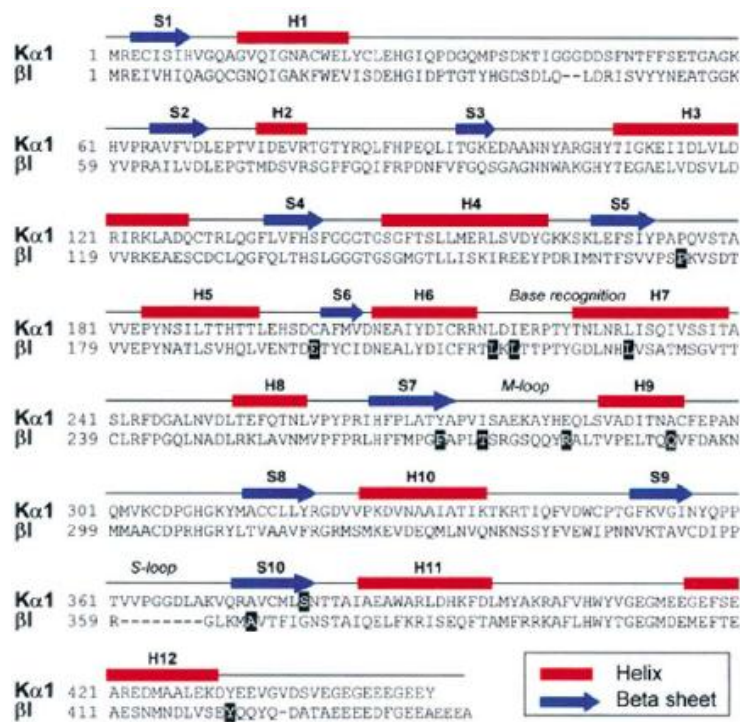 S1 H1
Kα1 1 MRECISIHVGQAGVQIGNACWELYCLEHGIQPDGQMPSDKTIGGGDDSFNTFFSETGAGK
βI 1 MREIVHIQAGQCGNQIGAKFWEVISDEHGIDPTGTYHGDSDLQ--LDRISVYYNEATGGK
S2 H2 S3 H3
Kα1 61 HVPRAVFVDLEPTVIDEVRTGTYRQLFHPEQLITGKEDAANNYARGHYTIGKEIIDLVLD
βI 59 YVPRAILVDLEPGTMDSVRSGPFGQIFRPDNFVFGQSGAGNNWAKGHYTEGAELVDSVLD
S4 H4 S5
Kα1 121 RIRKLADQCTRLQGFLVFHSFGGGTGSGFTSLLMERLSVDYGKKSKLEFSIYPAPQVSTA
βI 119 VVRKEAESCDCLQGFQLTHSLGGGTGSGMGTLLISKIREEYPDRIMNTFSVVPSPKVSDT
H5 S6 H6 Base recognition H7
Kα1 181 VVEPYNSILTTHTTLEHSDCAFMVDNEAIYDICRRNLDIERPTYTNLNRLISQIVSSITA
βI 179 VVEPYNATLSVHQLVENTDETYCIDNEALYDICFRTLKLTTPTYGDLNHLVSATMSGVTT
H8 S7 M-loop H9
Kα1 241 SLRFDGALNVDLTEFQTNLVPYPRIHFPLATYAPVISAEKAYHEQLSVADITNACFEPAN
βI 239 CLRFPGQLNADLRKLAVNMVPFPRLHFFMPGFAPLTSRGSQQYRALTVPELTQQVFDAKN
S8 H10 S9
Kα1 301 QMVKCDPGHGKYMACCLLYRGDVVPKDVNAAIATIKTKRTIQFVDWCPTGFKVGINYQPP
βI 299 MMAACDPRHGRYLTVAAVFRGRMSMKEVDEQMLNVQNKNSSYFVEWIPNNVKTAVCDIPP
S-loop S10 H11
Kα1 361 TVVPGGDLAKVQRAVCMLSNTTAIAEAWARLDHKFDLMYAKRAFVHWYVGEGMEEGEFSE
βI 359 R--------GLKMAVTFIGNSTAIQELFKRISEQFTAMFRRKAFLHWYTGEGMDEMEFTE
H12
Kα1 421 AREDMAALEKDYEEVGVDSVEGEGEEEGEEY
βI 411 AESNMNDLVSEYQQYQ-DATAEEEEDFGEEAEEEA
Helix
Beta sheet